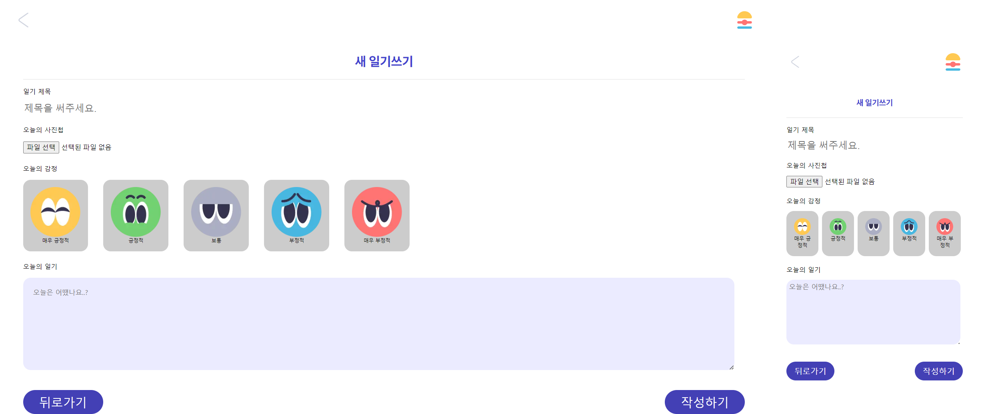 새 일기쓰기
일기 제목
제목을 써주세요.
오늘의 사진첩
파일 선택 선택된 파일 없음
오늘의 감정
매우 긍정적
긍정적
보통
부정적
매우 부정적
오늘의 일기
오늘은 어땠나요..?
뒤로가기
작성하기
새 일기쓰기
일기 제목
제목을 써주세요.
오늘의 사진첩
파일 선택 선택된 파일 없음
오늘의 감정
매우 긍
정적
긍정적
보통
부정적
매우 부
정적
오늘의 일기
오늘은 어땠나요..?
뒤로가기
작성하기